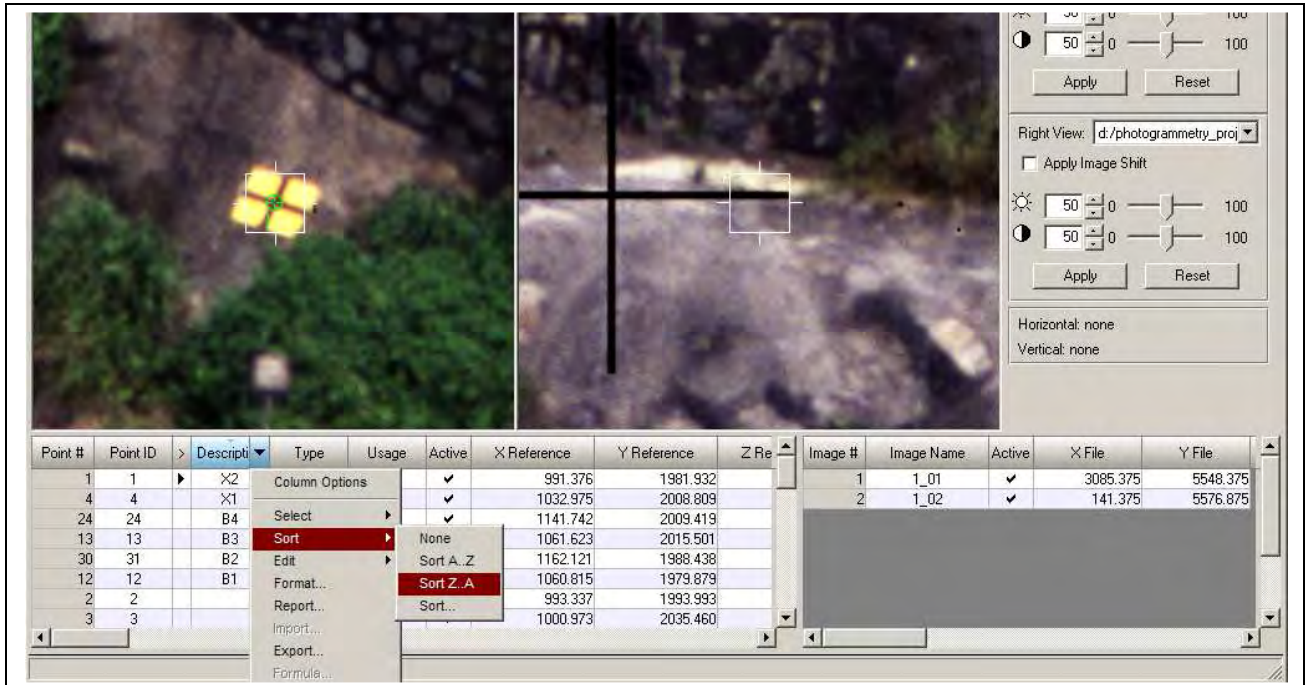 50 0 100
50 0 100
Apply Reset
Right View: d:/photogrammetry_proj
Apply Image Shift
50 0 100
50 0 100
Apply Reset
Horizontal: none
Vertical: none
Point # Point ID > Descripti Type Usage Active X Reference Y Reference Z Re
1 1 X2 991.376 1981.932
4 4 X1 1032.975 2008.809
24 24 B4 1141.742 2009.419
13 13 B3 1061.623 2015.501
30 31 B2 1162.121 1988.438
12 12 B1 1060.815 1979.879
2 2 993.337 1993.993
3 3 1000.973 2035.460
Column Options
Select
Sort
Edit
Format...
Report...
Import...
Export...
Formula...
None
Sort A..Z
Sort Z..A
Sort...
Image # Image Name Active X File Y File
1 1_01 3085.375 5548.375
2 1_02 141.375 5576.875